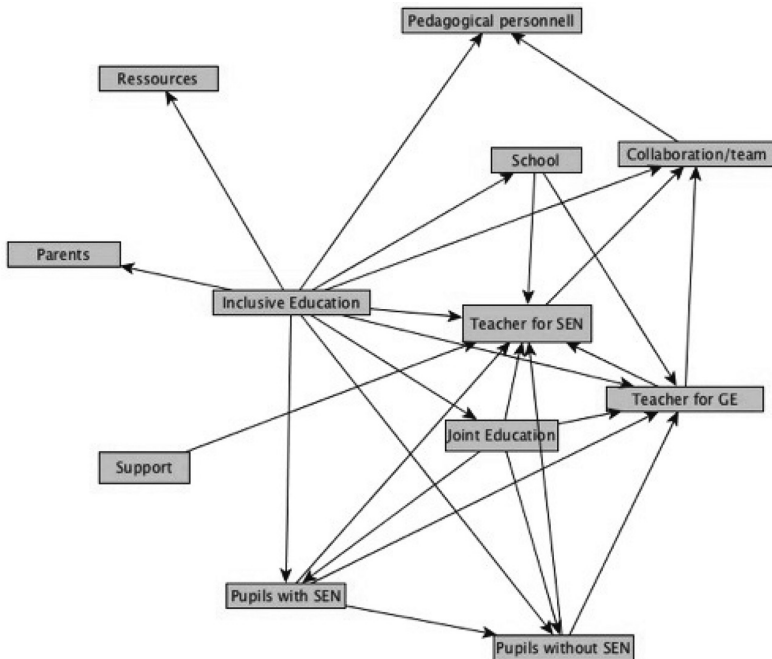 Pedagogical personnell
Ressources
School
Collaboration/team
Parents
Inclusive Education
Teacher for SEN
Teacher for GE
Joint Education
Support
Pupils with SEN
Pupils without SEN